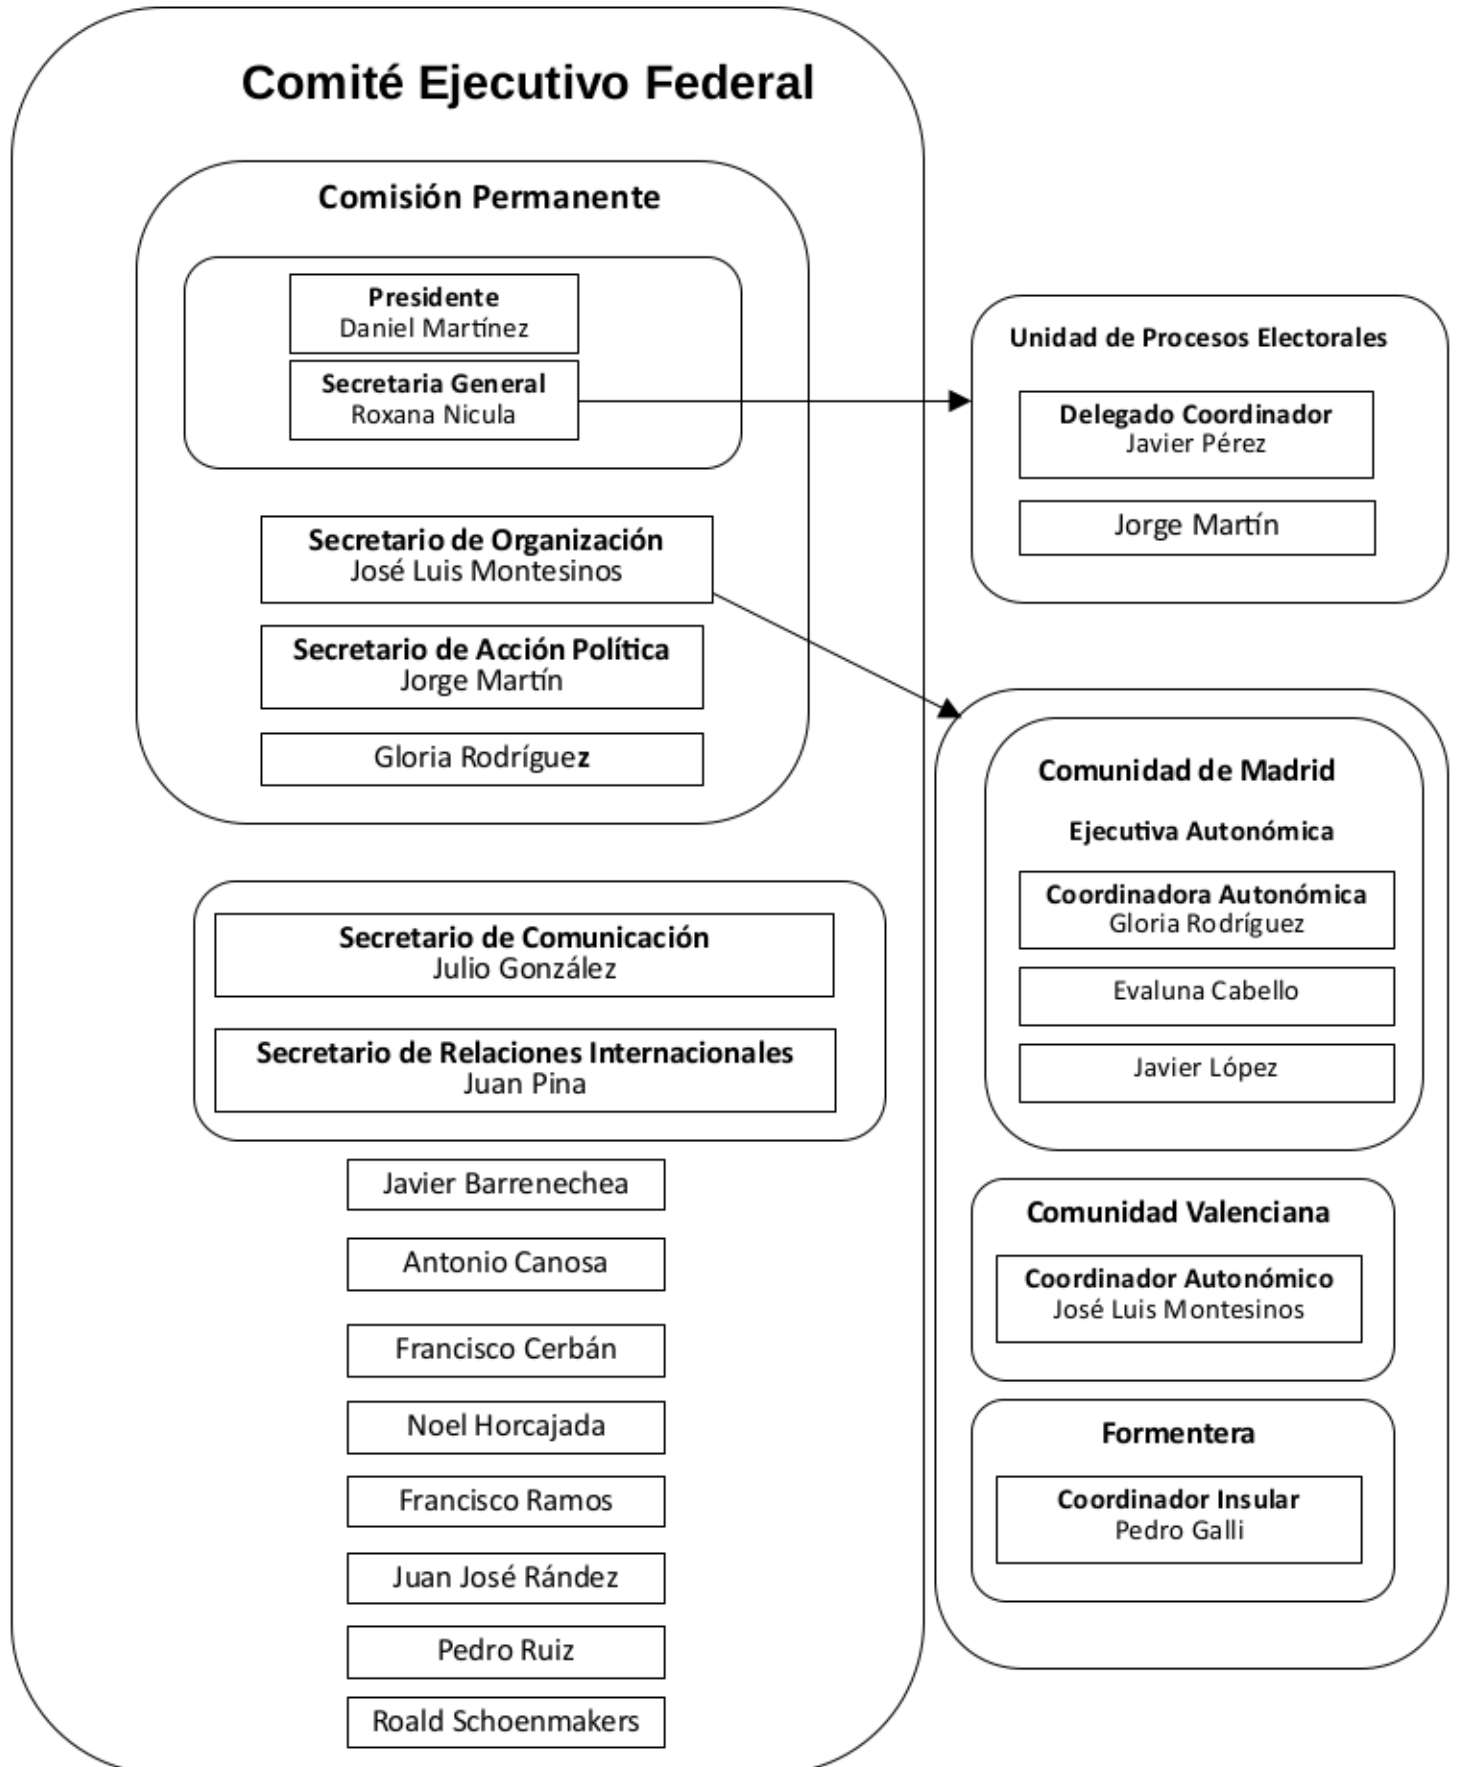 Comité Ejecutivo Federal
Comisión Permanente
Presidente
Daniel Martínez
Secretaria General
Roxana Nicula
Secretario de Organización
José Luis Montesinos
Secretario de Acción Política
Jorge Martín
Gloria Rodríguez
Secretario de Comunicación
Julio González
Secretario de Relaciones Internacionales
Juan Pina
Javier Barrenechea
Antonio Canosa
Francisco Cerbán
Noel Horcajada
Francisco Ramos
Juan José Rández
Pedro Ruiz
Roald Schoenmakers
Unidad de Procesos Electorales
Delegado Coordinador
Javier Pérez
Jorge Martín
Comunidad de Madrid
Ejecutiva Autonómica
Coordinadora Autonómica
Gloria Rodríguez
Evaluna Cabello
Javier López
Comunidad Valenciana
Coordinador Autonómico
José Luis Montesinos
Formentera
Coordinador Insular
Pedro Galli